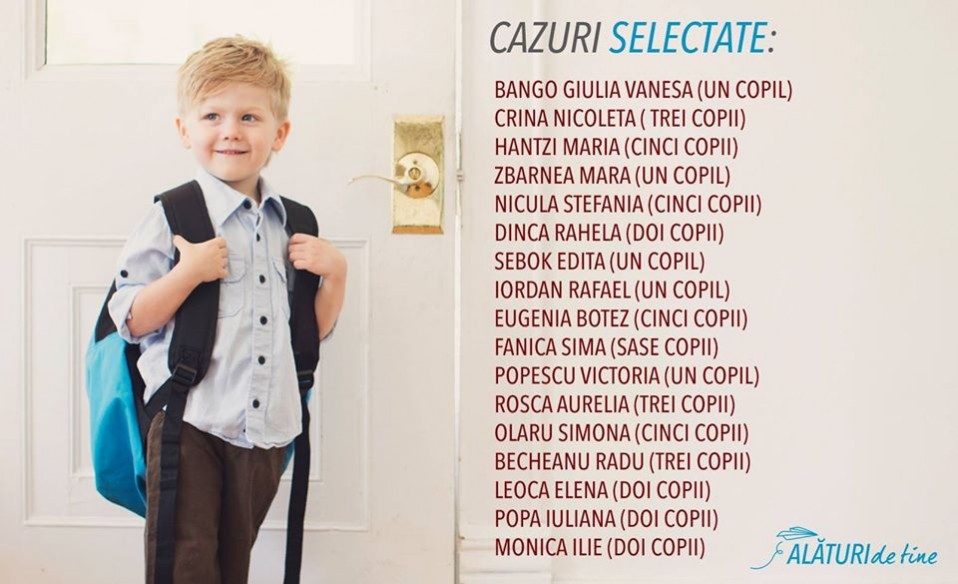 CAZURI SELECTATE:
BANGO GIULIA VANESA (UN COPIL)
CRINA NICOLETA ( TREI COPII)
HANTZI MARIA (CINCI COPII)
ZBARNEA MARA (UN COPIL)
NICULA STEFANIA (CINCI COPII)
DINCA RAHELA (DOI COPII)
SEBOK EDITA (UN COPIL)
IORDAN RAFAEL (UN COPIL)
EUGENIA BOTEZ (CINCI COPII)
FANICA SIMA (SASE COPII)
POPESCU VICTORIA (UN COPIL)
ROSCA AURELIA (TREI COPII)
OLARU SIMONA (CINCI COPII)
BECHEANU RADU (TREI COPII)
LEOCA ELENA (DOI COPII)
POPA IULIANA (DOI COPII)
MONICA ILIE (DOI COPII)
ALĂTURI de tine